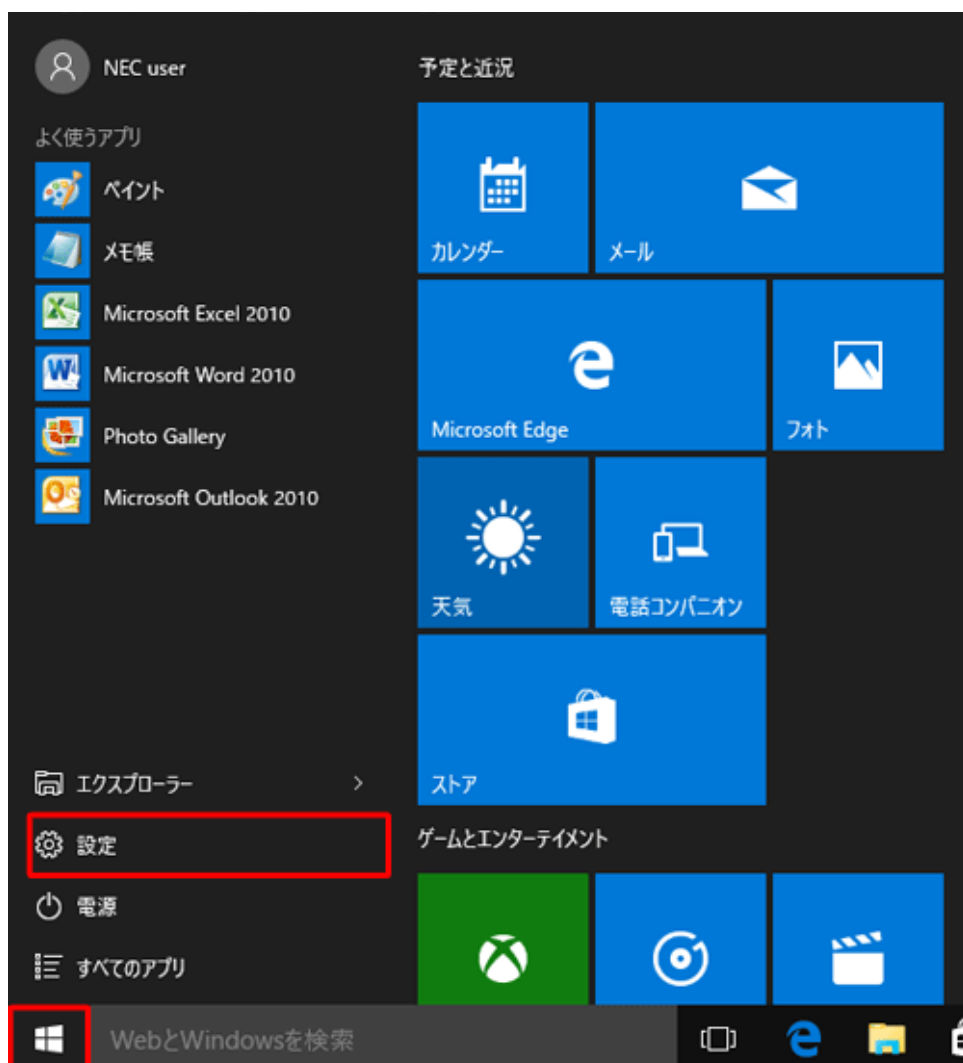 NEC user
よく使うアプリ
ペイント
メモ帳
Microsoft Excel 2010
Microsoft Word 2010
Photo Gallery
Microsoft Outlook 2010
エクスプローラー
設定
電源
すべてのアプリ
予定と近況
カレンダー
メール
Microsoft Edge
フォト
天気
電話コンパニオン
ストア
ゲームとエンターテイメント
WebとWindowsを検索